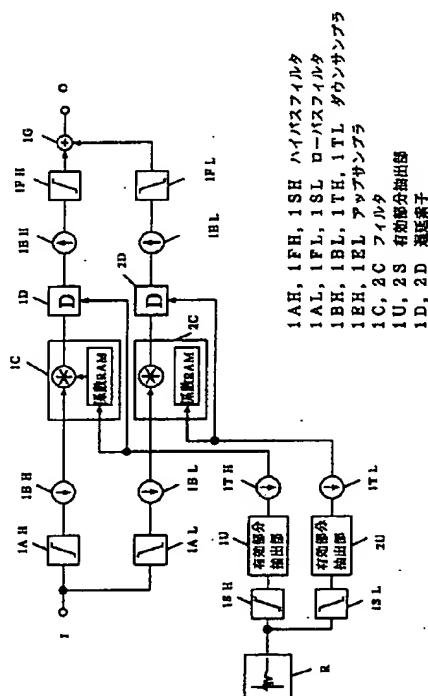 1AH
1BH
1C
係数RAM
1D
D
1BH
1FH
1G
O
I
1AL
1BL
2C
係数RAM
2D
D
1BL
1FL
R
1SH
1U
有効部分
抽出部
1TH
1SL
2U
有効部分
抽出部
1TL
1AH, 1FH, 1SH ハイパスフィルタ
1AL, 1FL, 1SL ローパスフィルタ
1BH, 1BL, 1TH, 1TL ダウンサンプラ
1EH, 1EL アップサンプラ
1C, 2C フィルタ
1U, 2S 有効部分抽出部
1D, 2D 遅延素子